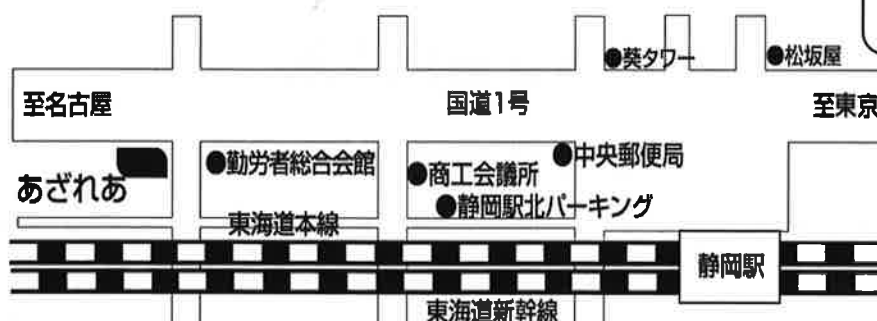 ●葵タワー
●松坂屋
至名古屋
国道1号
至東京
●勤労者総合会館
●中央郵便局
●商工会議所
あざれあ
●静岡駅北パーキング
東海道本線
静岡駅
東海道新幹線